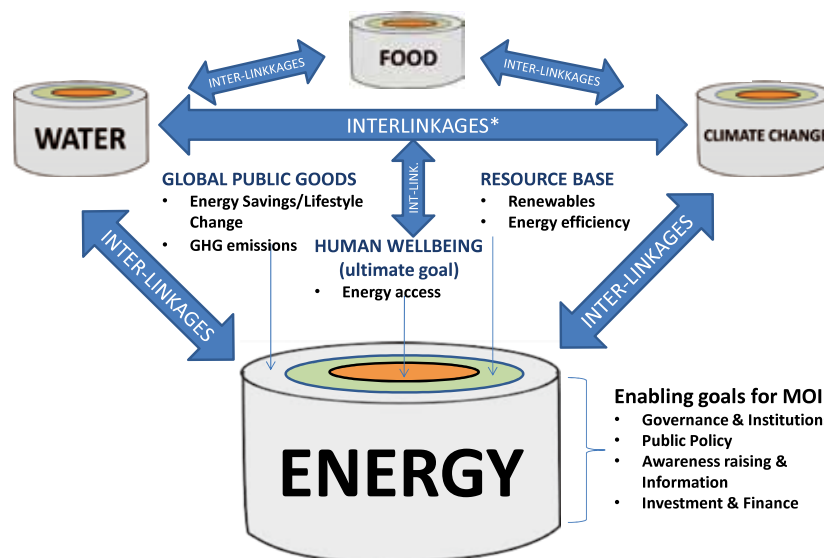 FOOD
INTER-LINKKAGES
INTER-LINKKAGES
WATER
INTERLINKAGES*
CLIMATE CHANGE
INT-LINK.
GLOBAL PUBLIC GOODS
• Energy Savings/Lifestyle
Change
• GHG emissions
RESOURCE BASE
• Renewables
• Energy efficiency
HUMAN WELLBEING
(ultimate goal)
• Energy access
INTER-LINKAGES
INTER-LINKAGES
ENERGY
Enabling goals for MOI
• Governance & Institution
• Public Policy
• Awareness raising &
Information
• Investment & Finance